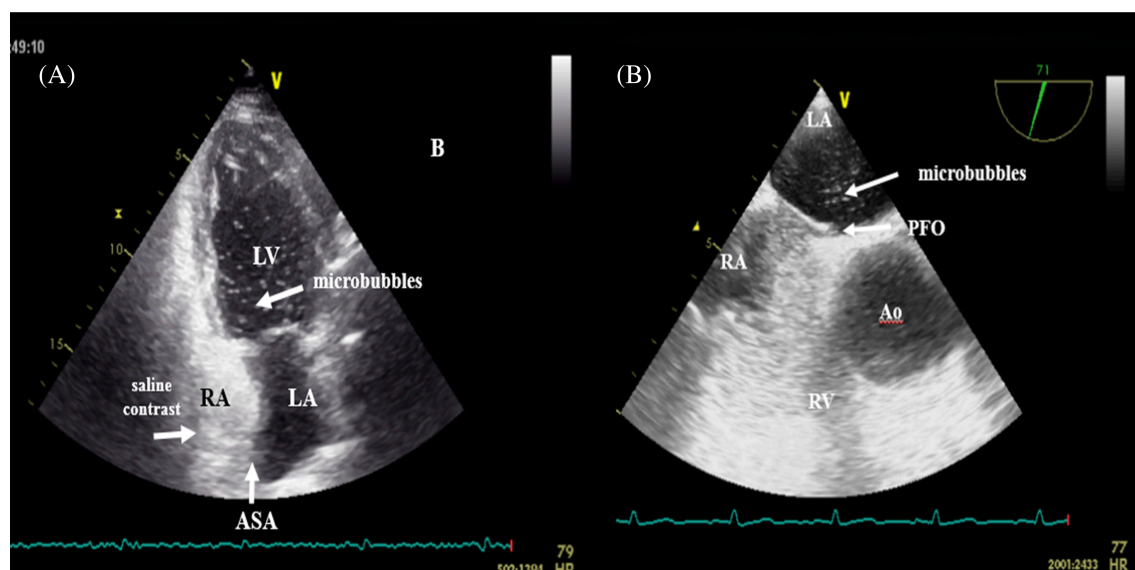 :49:10
(A)
V
B
5
10
LV
microbubbles
15
saline
contrast
RA
LA
ASA
79
HR
(B)
71
V
LA
microbubbles
PFO
5
RA
Ao
RV
77
2001:2433
HR